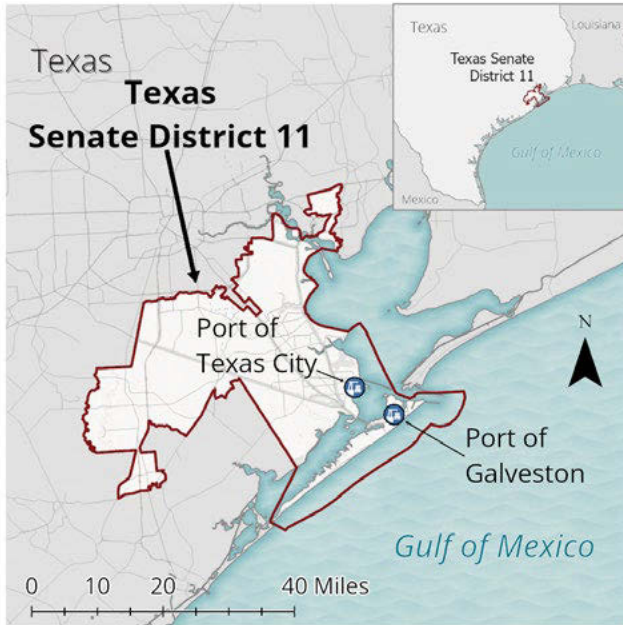 Texas
Texas
Senate District 11
Texas
Louisiana
Texas Senate
District 11
Gulf of Mexico
Mexico
Port of
Texas City
N
Port of
Galveston
Gulf of Mexico
0 10 20 40 Miles